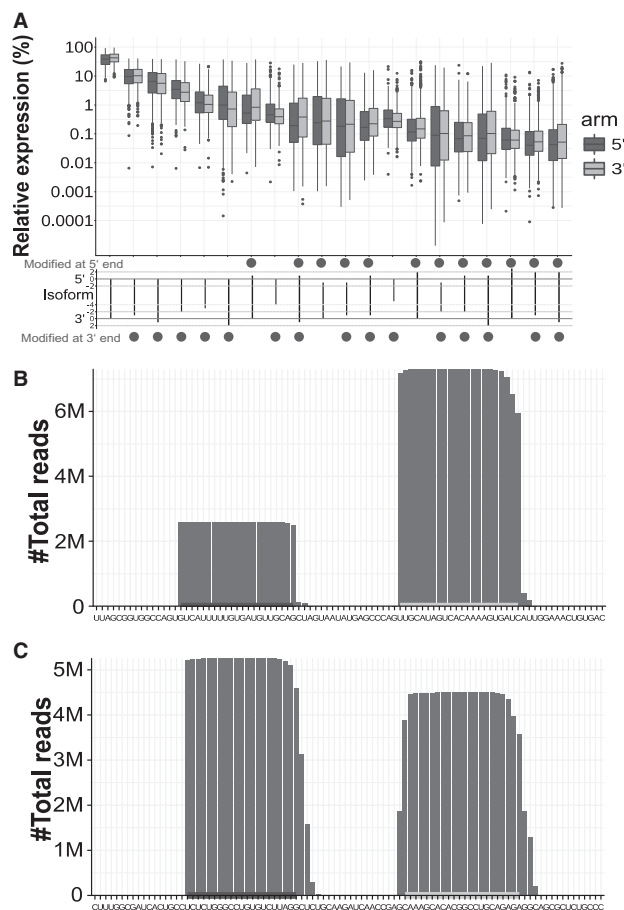 A
Relative expression (%)
100
10
1
0.1
0.01
0.001
0.0001
arm
5'
3'
Modified at 5' end
Isoform
5'
3'
2
0
-2
-4
-2
0
2
Modified at 3' end
B
#Total reads
6M
4M
2M
0
UUAGCGGUGGCCAGUGUCAUUUUUGUGAUGUUGCAGCUAGUAAUAUGAGCCCAGUUGCAUAGUCACAAAAGUGAUCAUUGGAAACUGUGAC
C
#Total reads
5M
4M
3M
2M
1M
0
CUUUGGCGAUCACUGCCUCUCUGGGCCUGUGUCUUAGGCUCUGCAAGAUCAACCGAGCAAAGCACACGGCCUGCAGAGAGGCAGCGCUCUGCCC